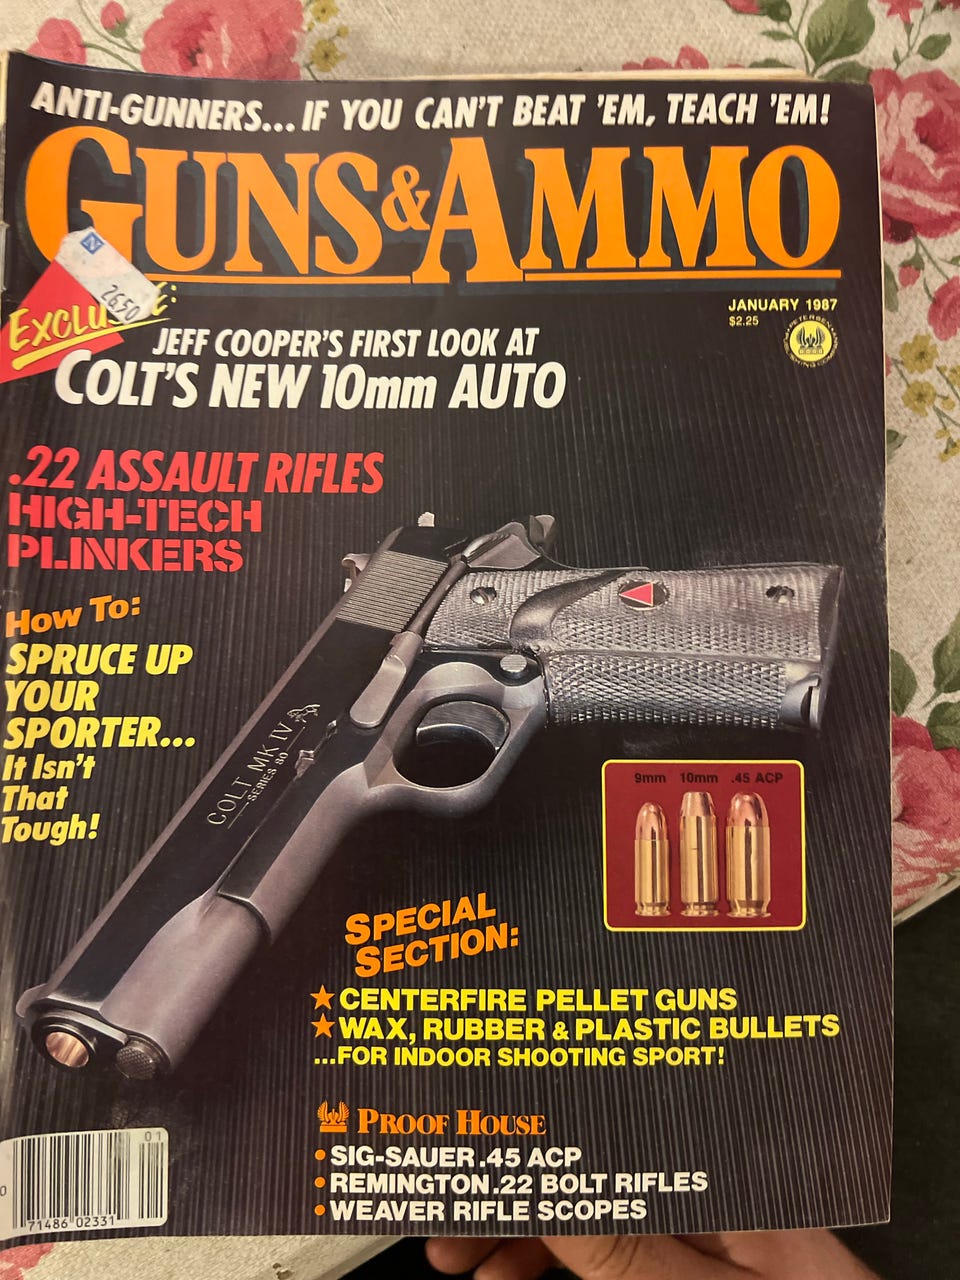 ANTI-GUNNERS... IF YOU CAN'T BEAT 'EM, TEACH 'EM!
GUNS & AMMO
N
26.50
JANUARY 1987
$2.25
JEFF COOPER'S FIRST LOOK AT
COLT'S NEW 10mm AUTO
.22 ASSAULT RIFLES
HIGH-TECH
PLINKERS
HOW TO:
SPRUCE UP
YOUR
SPORTER...
It Isn't
That
Tough!
COLT MK IV
SERIES 80
9mm 10mm .45 ACP
SPECIAL
SECTION:
★ CENTERFIRE PELLET GUNS
★ WAX, RUBBER & PLASTIC BULLETS
...FOR INDOOR SHOOTING SPORT!
PROOF HOUSE
• SIG-SAUER .45 ACP
• REMINGTON .22 BOLT RIFLES
• WEAVER RIFLE SCOPES
01
0
71486 02331